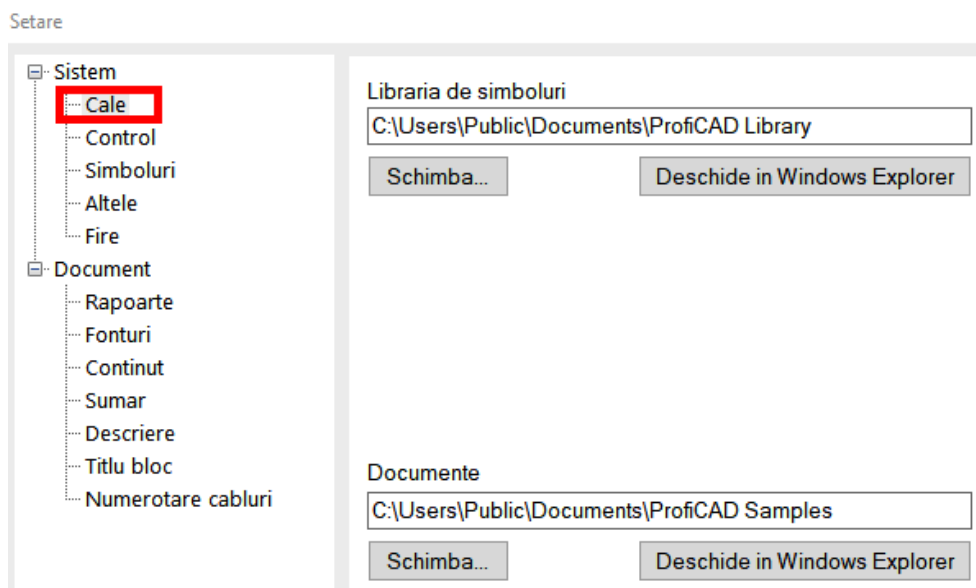 Setare
Sistem
Cale
Control
Simboluri
Altele
Fire
Document
Rapoarte
Fonturi
Continut
Sumar
Descriere
Titlu bloc
Numerotare cabluri
Libraria de simboluri
C:\Users\Public\Documents\ProfiCAD Library
Schimba... Deschide in Windows Explorer
Documente
C:\Users\Public\Documents\ProfiCAD Samples
Schimba... Deschide in Windows Explorer